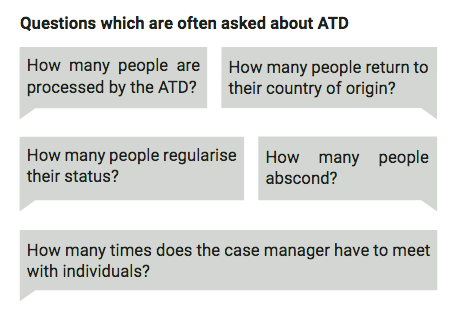 Questions which are often asked about ATD
How many people are
processed by the ATD?
How many people return to
their country of origin?
How many people regularise
their status?
How many people
abscond?
How many times does the case manager have to meet
with individuals?